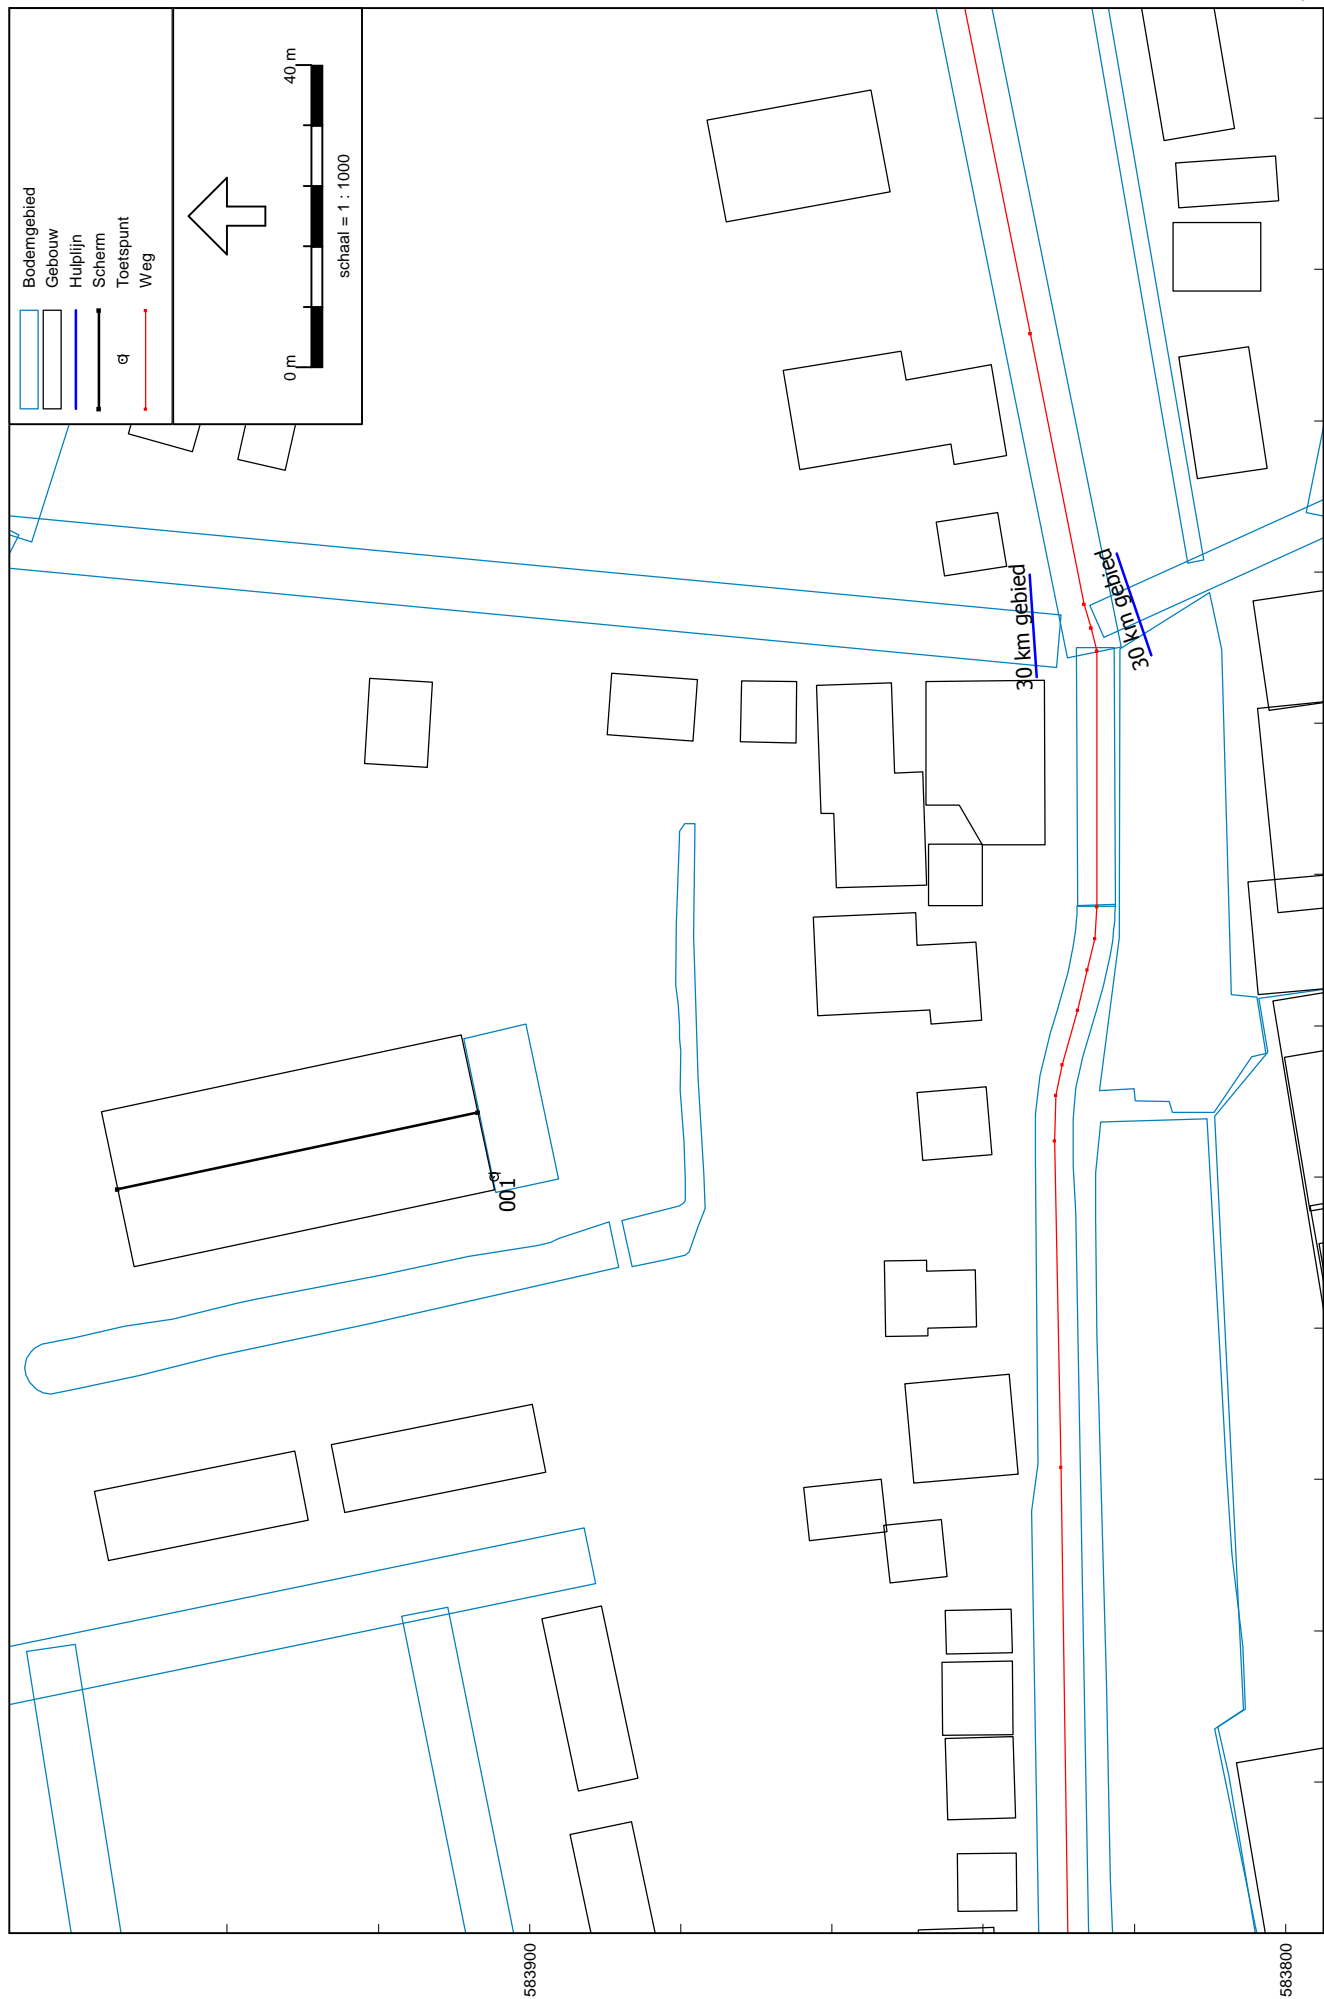 Bodemgebied
Gebouw
Hulplijn
Scherm
Toetspunt
Weg
0 m
40 m
schaal = 1 : 1000
30 km gebied
30 km gebied
001
583900
583800